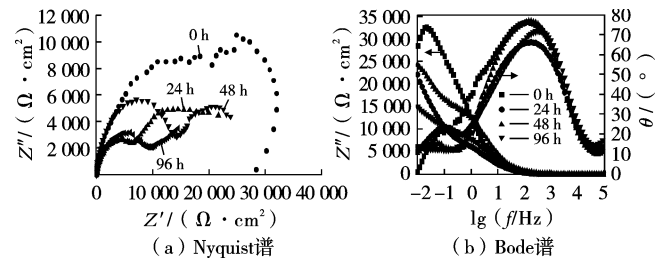 12 000
10 000
8 000
6 000
4 000
2 000
Z″/(Ω·cm²)
0 h
24 h
48 h
96 h
0 10 000 20 000 30 000 40 000
Z′/(Ω·cm²)
(a) Nyquist谱
35 000
30 000
25 000
20 000
15 000
10 000
5 000
0
Z″/(Ω·cm²)
80
70
60
50
40
30
20
10
0
θ/(°)
0 h
24 h
48 h
96 h
−2 −1 0 1 2 3 4 5
lg(f/Hz)
(b) Bode谱